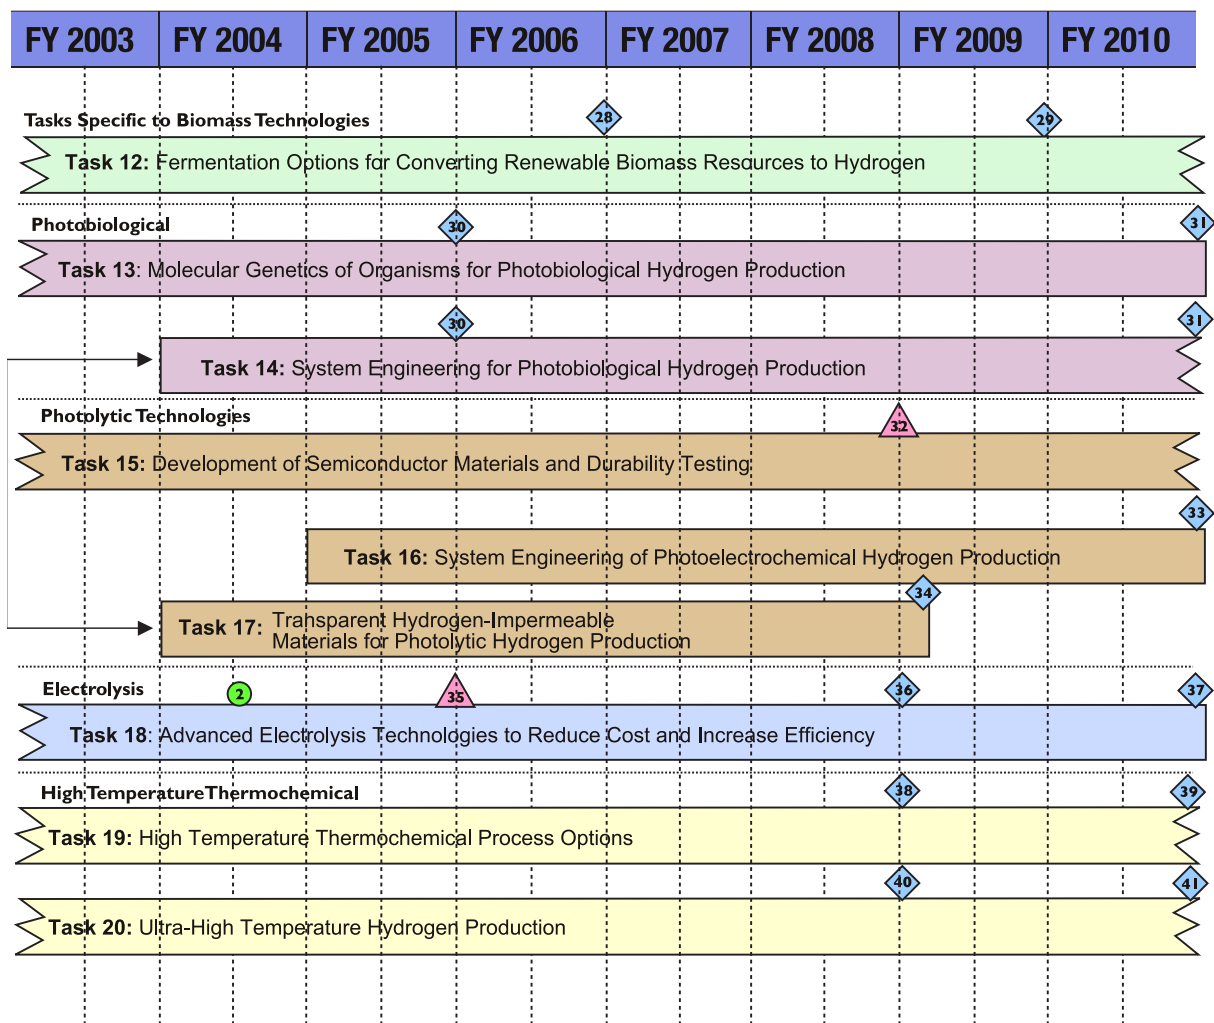 FY 2003 FY 2004 FY 2005 FY 2006 FY 2007 FY 2008 FY 2009 FY 2010
28 29
Tasks Specific to Biomass Technologies
Task 12: Fermentation Options for Converting Renewable Biomass Resources to Hydrogen
Photobiological
30 31
Task 13: Molecular Genetics of Organisms for Photobiological Hydrogen Production
30 31
Task 14: System Engineering for Photobiological Hydrogen Production
Photolytic Technologies
32
Task 15: Development of Semiconductor Materials and Durability Testing
33
Task 16: System Engineering of Photoelectrochemical Hydrogen Production
34
Task 17: Transparent Hydrogen-Impermeable
Materials for Photolytic Hydrogen Production
Electrolysis
2 35 36 37
Task 18: Advanced Electrolysis Technologies to Reduce Cost and Increase Efficiency
High Temperature Thermochemical
38 39
Task 19: High Temperature Thermochemical Process Options
40 41
Task 20: Ultra-High Temperature Hydrogen Production